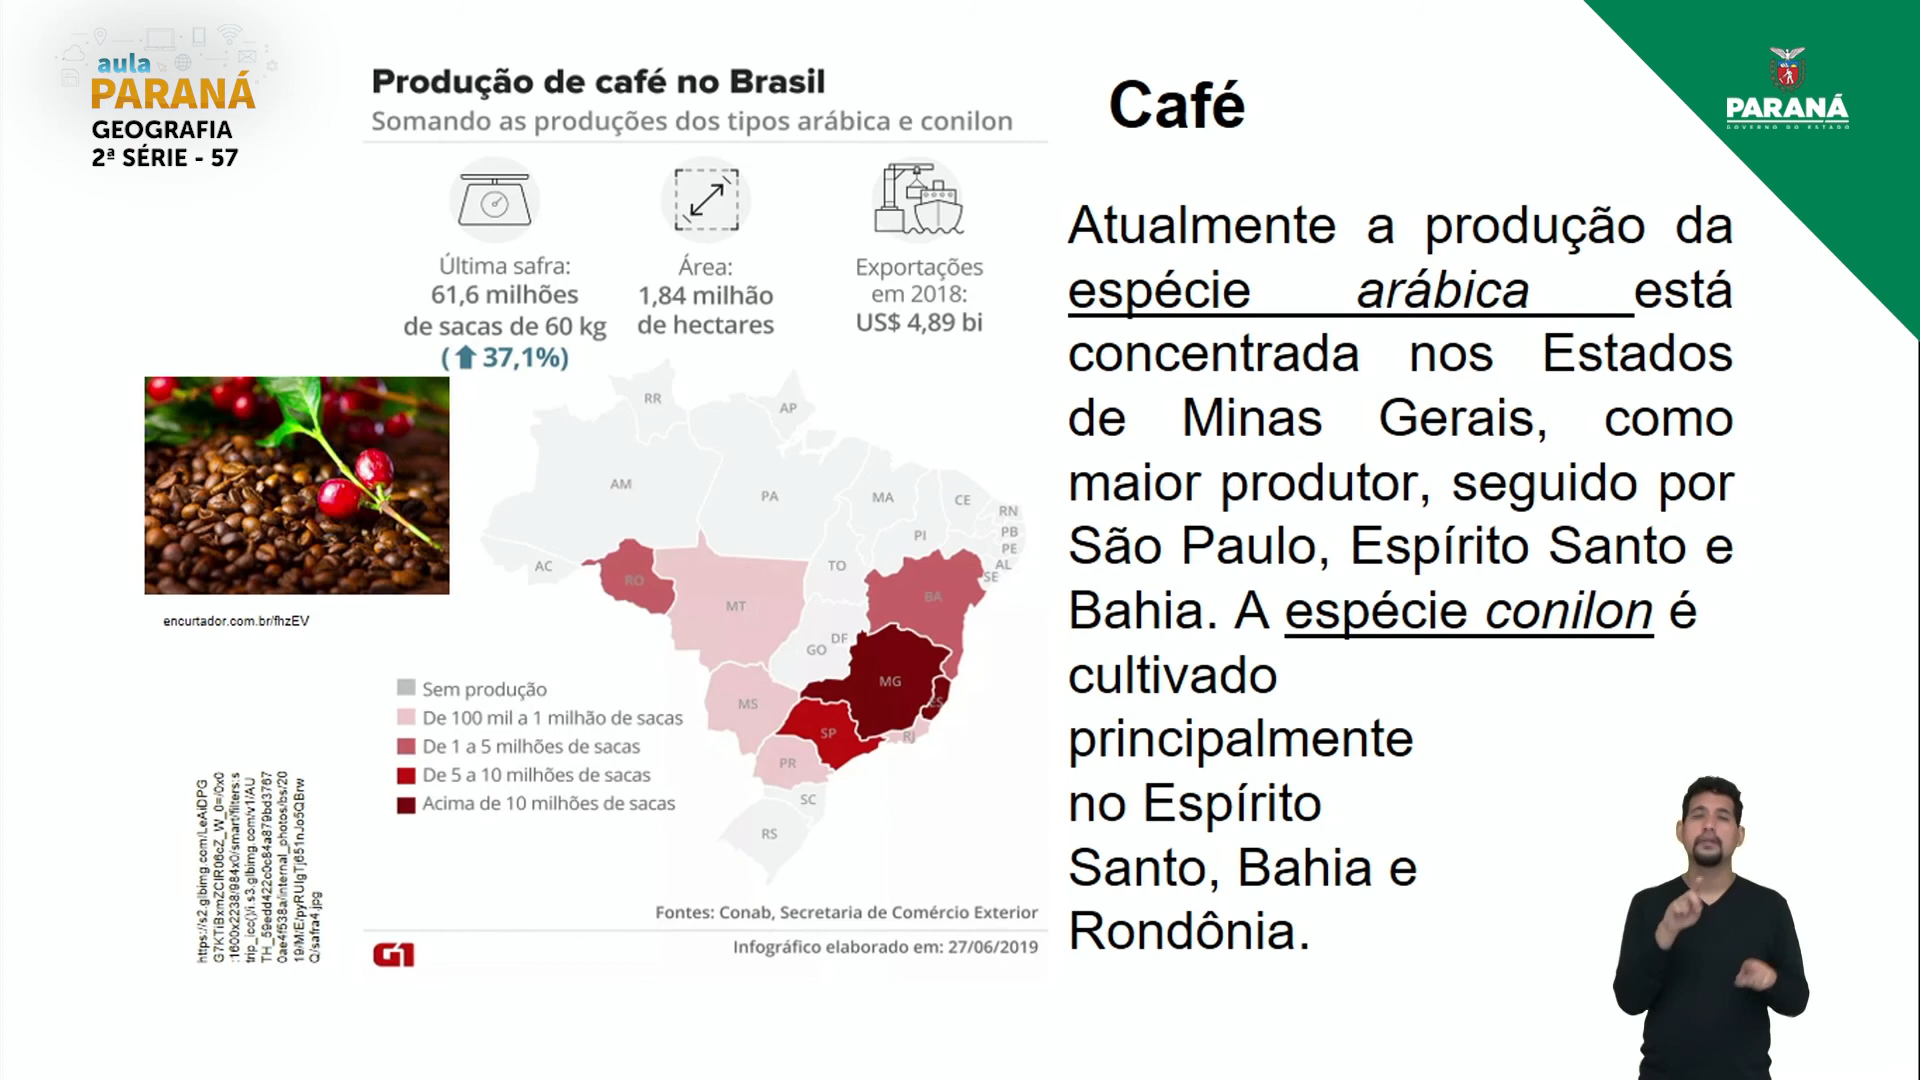 aula
PARANÁ
GEOGRAFIA
2ª SÉRIE - 57
Produção de café no Brasil
Somando as produções dos tipos arábica e conilon
Última safra:
61,6 milhões
de sacas de 60 kg
(⬆ 37,1%)
Área:
1,84 milhão
de hectares
Exportações
em 2018:
US$ 4,89 bi
RR
AP
AM
PA
MA
CE
RN
PB
PE
AL
SE
PI
AC
TO
RO
MT
BA
DF
GO
MG
ES
MS
SP
RJ
PR
SC
RS
encurtador.com.br/fhzEV
Sem produção
De 100 mil a 1 milhão de sacas
De 1 a 5 milhões de sacas
De 5 a 10 milhões de sacas
Acima de 10 milhões de sacas
Fontes: Conab, Secretaria de Comércio Exterior
G1
Infográfico elaborado em: 27/06/2019
Café
Atualmente a produção da
espécie arábica está
concentrada nos Estados
de Minas Gerais, como
maior produtor, seguido por
São Paulo, Espírito Santo e
Bahia. A espécie conilon é
cultivado
principalmente
no Espírito
Santo, Bahia e
Rondônia.
PARANÁ
GOVERNO DO ESTADO